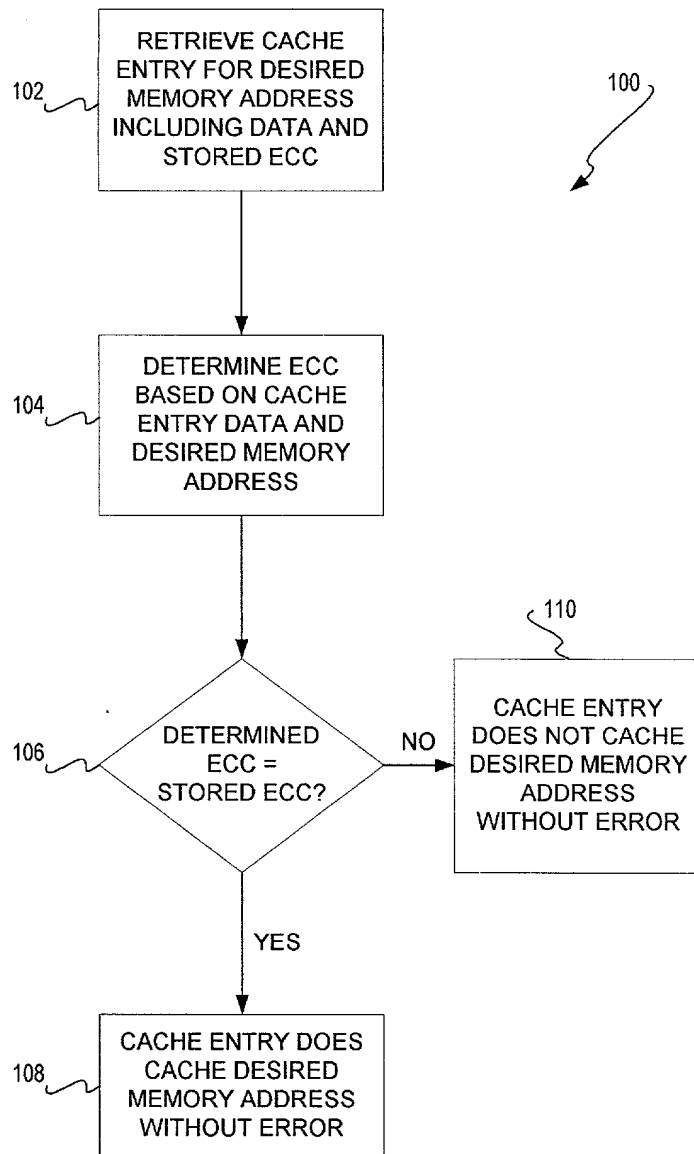 RETRIEVE CACHE
ENTRY FOR DESIRED
MEMORY ADDRESS
INCLUDING DATA AND
STORED ECC
102
100
DETERMINE ECC
BASED ON CACHE
ENTRY DATA AND
DESIRED MEMORY
ADDRESS
104
DETERMINED
ECC =
STORED ECC?
106
NO
110
CACHE ENTRY
DOES NOT CACHE
DESIRED MEMORY
ADDRESS
WITHOUT ERROR
YES
CACHE ENTRY DOES
CACHE DESIRED
MEMORY ADDRESS
WITHOUT ERROR
108